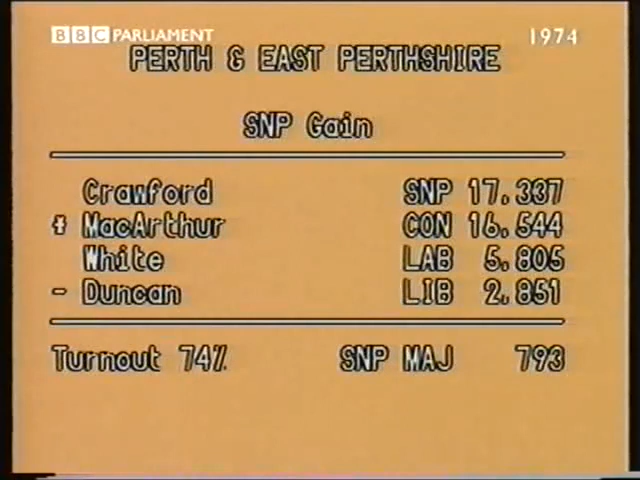 BBC PARLIAMENT 1974
PERTH & EAST PERTHSHIRE
SNP Gain
Crawford SNP 17.337
* MacArthur CON 16.544
White LAB 5.805
- Duncan LIB 2.851
Turnout 74% SNP MAJ 793